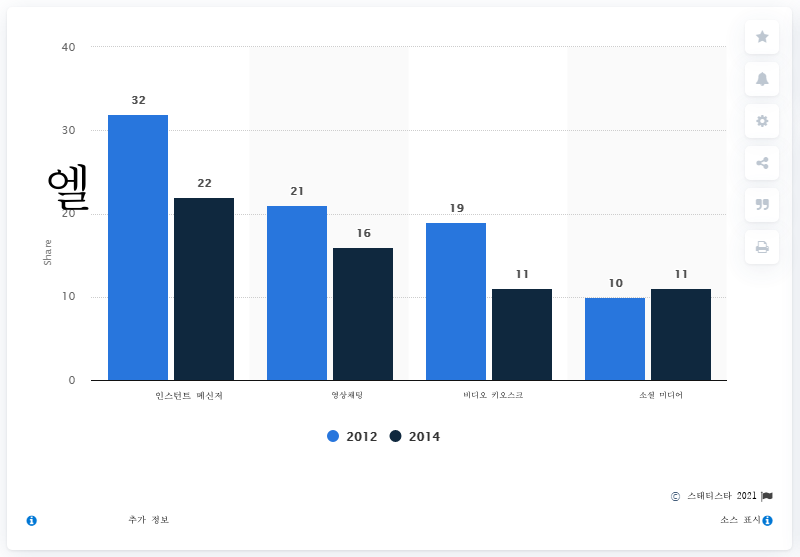 40
32
30
22
21
19
16
엘
20
11
11
10
Share
10
0
인스턴트 메신저
영상채팅
비디오 키오스크
소셜 미디어
2012
2014
© 스태티스타 2021
추가 정보
소스 표시